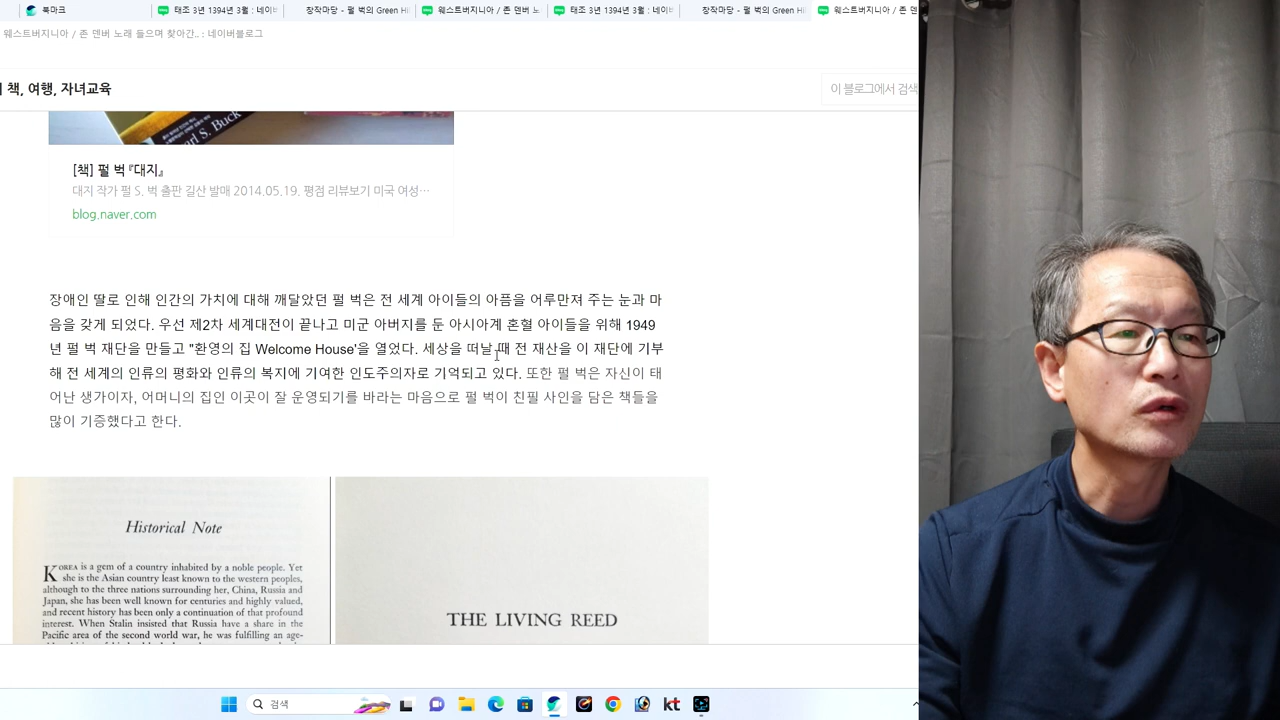 북마크
태조 3년 1394년 3월 : 네이버
창작마당 - 펄 벅의 Green Hi
웨스트버지니아 / 존 덴버 노
태조 3년 1394년 3월 : 네이버
창작마당 - 펄 벅의 Green Hi
웨스트버지니아 / 존 덴
웨스트버지니아 / 존 덴버 노래 들으며 찾아간.. : 네이버블로그
책, 여행, 자녀교육
이 블로그에서 검색
arl S. Buck
[책] 펄 벅 『대지』
대지 작가 펄 S. 벅 출판 길산 발매 2014.05.19. 평점 리뷰보기 미국 여성…
blog.naver.com
장애인 딸로 인해 인간의 가치에 대해 깨달았던 펄 벅은 전 세계 아이들의 아픔을 어루만져 주는 눈과 마
음을 갖게 되었다. 우선 제2차 세계대전이 끝나고 미군 아버지를 둔 아시아계 혼혈 아이들을 위해 1949
년 펄 벅 재단을 만들고 "환영의 집 Welcome House'을 열었다. 세상을 떠날 때 전 재산을 이 재단에 기부
해 전 세계의 인류의 평화와 인류의 복지에 기여한 인도주의자로 기억되고 있다. 또한 펄 벅은 자신이 태
어난 생가이자, 어머니의 집인 이곳이 잘 운영되기를 바라는 마음으로 펄 벅이 친필 사인을 담은 책들을
많이 기증했다고 한다.
Historical Note
KOREA is a gem of a country inhabited by a noble people. Yet
she is the Asian country least known to the western peoples,
although to the three nations surrounding her, China, Russia and
Japan, she has been well known for centuries and highly valued,
and recent history has been only a continuation of that profound
interest. When Stalin insisted that Russia have a share in the
Pacific area of the second world war, he was fulfilling an age-
THE LIVING REED
검색
kt